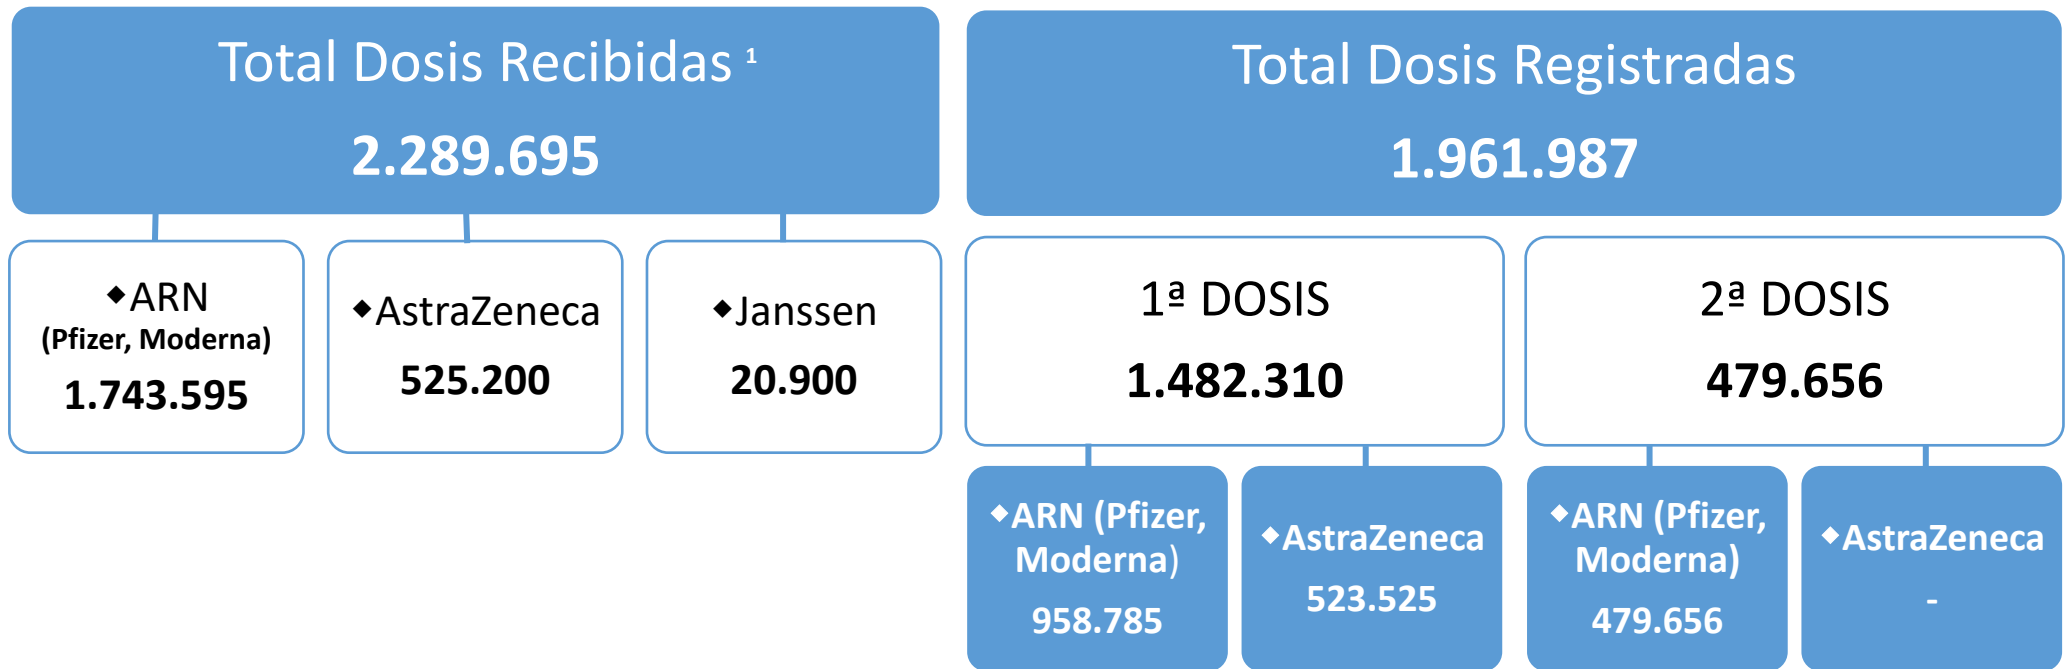 Total Dosis Recibidas ¹
2.289.695
◆ARN
(Pfizer, Moderna)
1.743.595
◆AstraZeneca
525.200
◆Janssen
20.900
Total Dosis Registradas
1.961.987
1ª DOSIS
1.482.310
◆ARN (Pfizer,
Moderna)
958.785
◆AstraZeneca
523.525
2ª DOSIS
479.656
◆ARN (Pfizer,
Moderna)
479.656
◆AstraZeneca
-